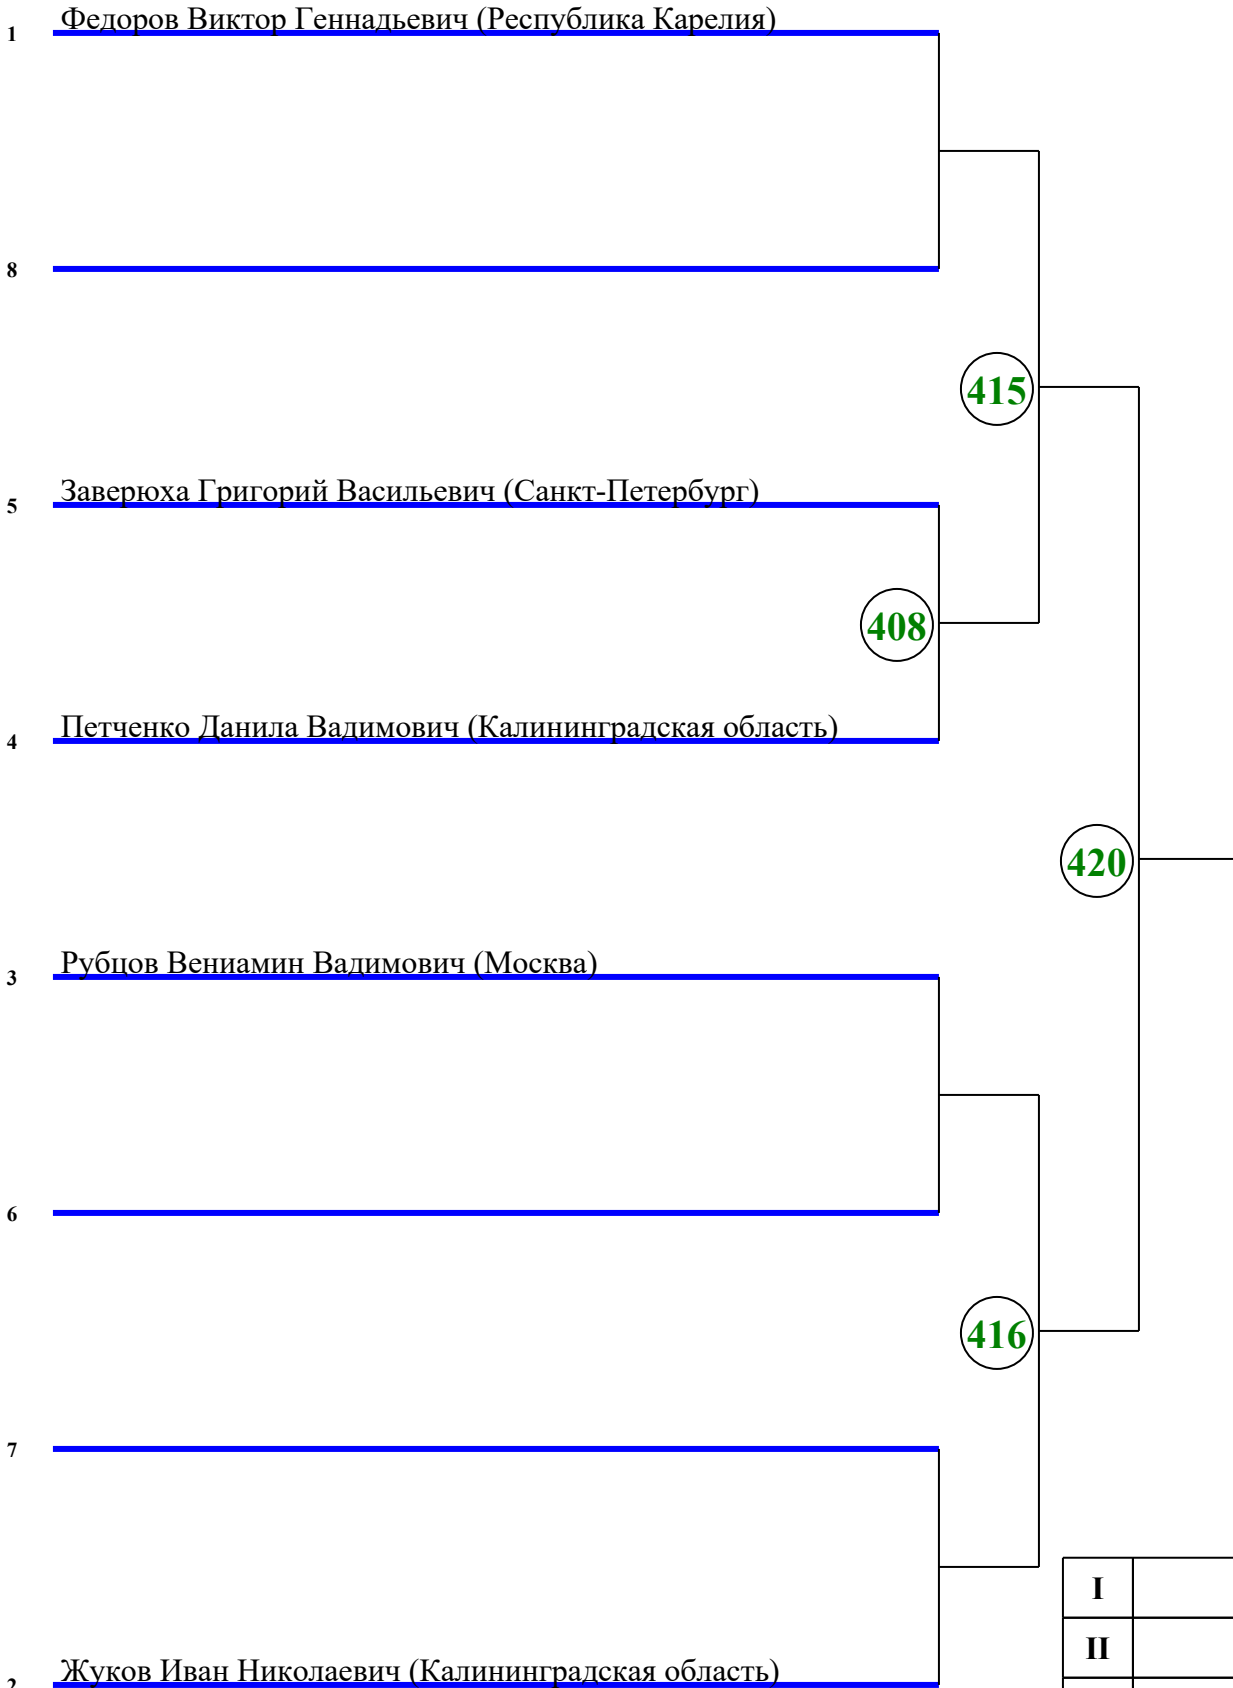 Федоров Виктор Геннадьевич (Республика Карелия)
1
8
415
Заверюха Григорий Васильевич (Санкт-Петербург)
5
408
Петченко Данила Вадимович (Калининградская область)
4
420
Рубцов Вениамин Вадимович (Москва)
3
6
416
7
I
II
Жуков Иван Николаевич (Калининградская область)
2